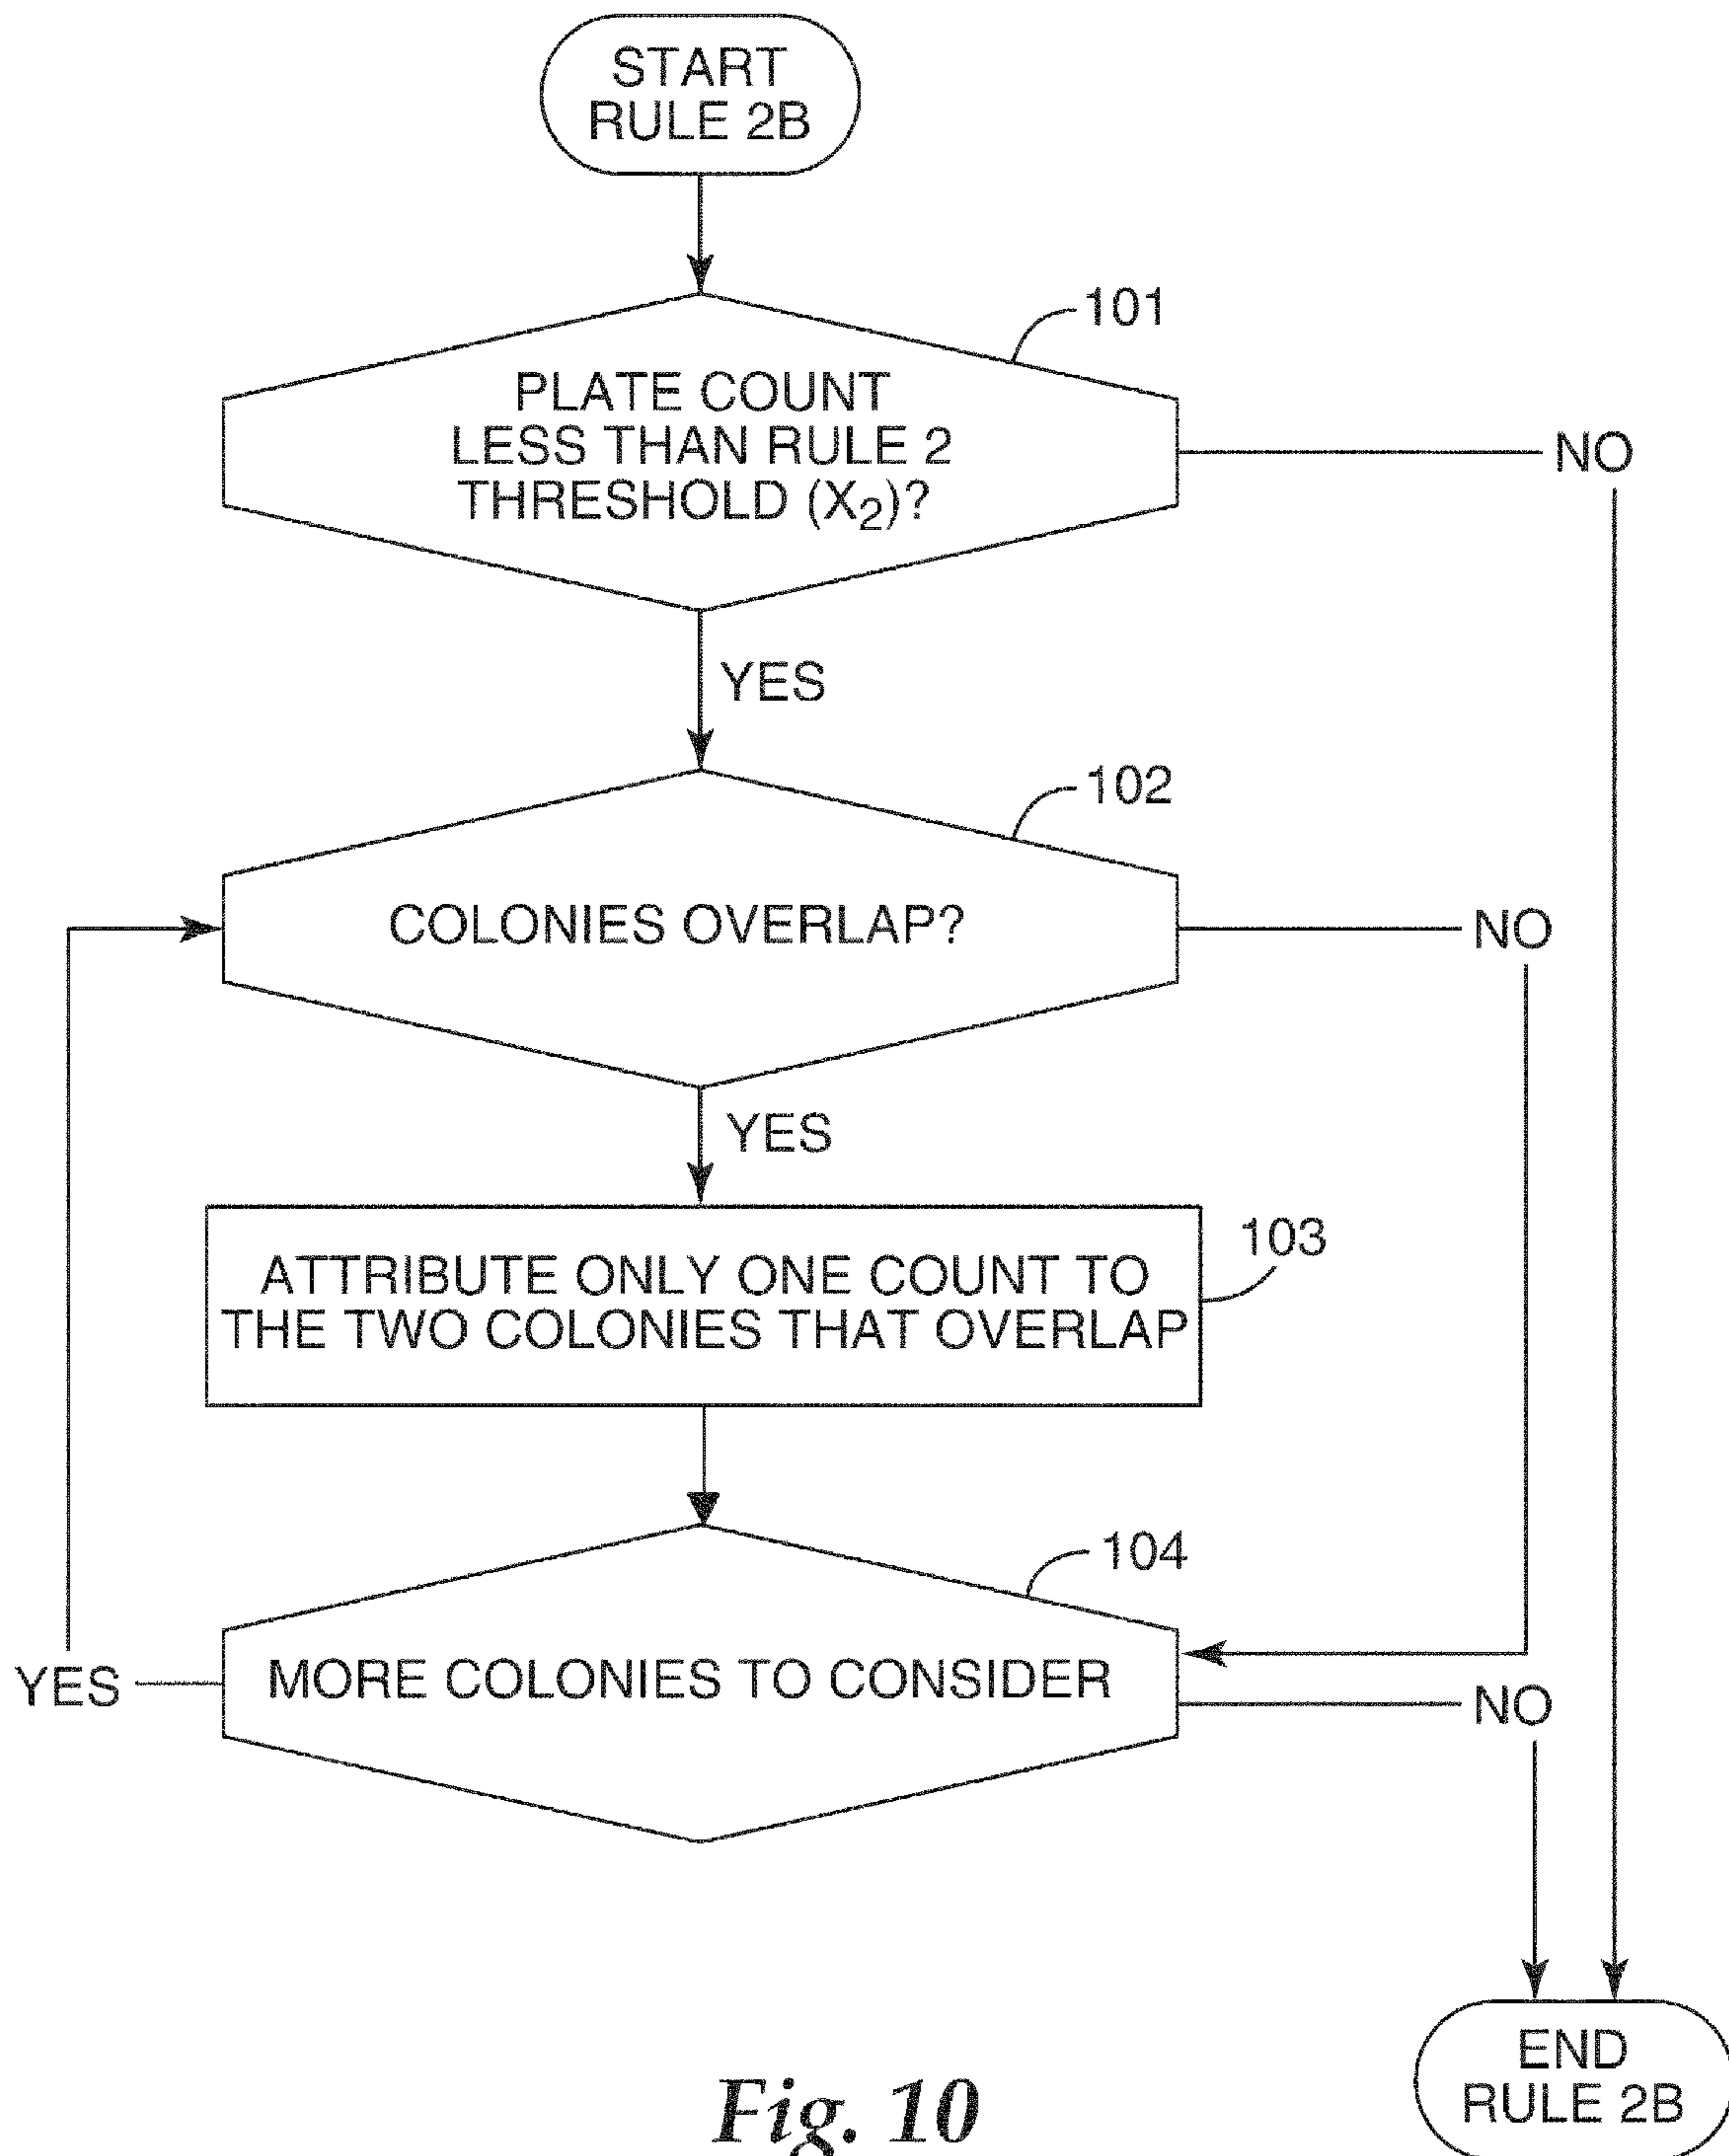 START
RULE 2B
101
PLATE COUNT
LESS THAN RULE 2
THRESHOLD (X₂)?
NO
YES
102
COLONIES OVERLAP?
NO
YES
103
ATTRIBUTE ONLY ONE COUNT TO
THE TWO COLONIES THAT OVERLAP
104
MORE COLONIES TO CONSIDER
YES
NO
END
RULE 2B
Fig. 10